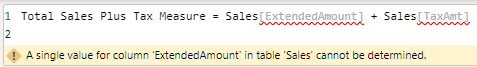 1 Total Sales Plus Tax Measure = Sales[ExtendedAmount] + Sales[TaxAmt]
2
A single value for column 'ExtendedAmount' in table 'Sales' cannot be determined.